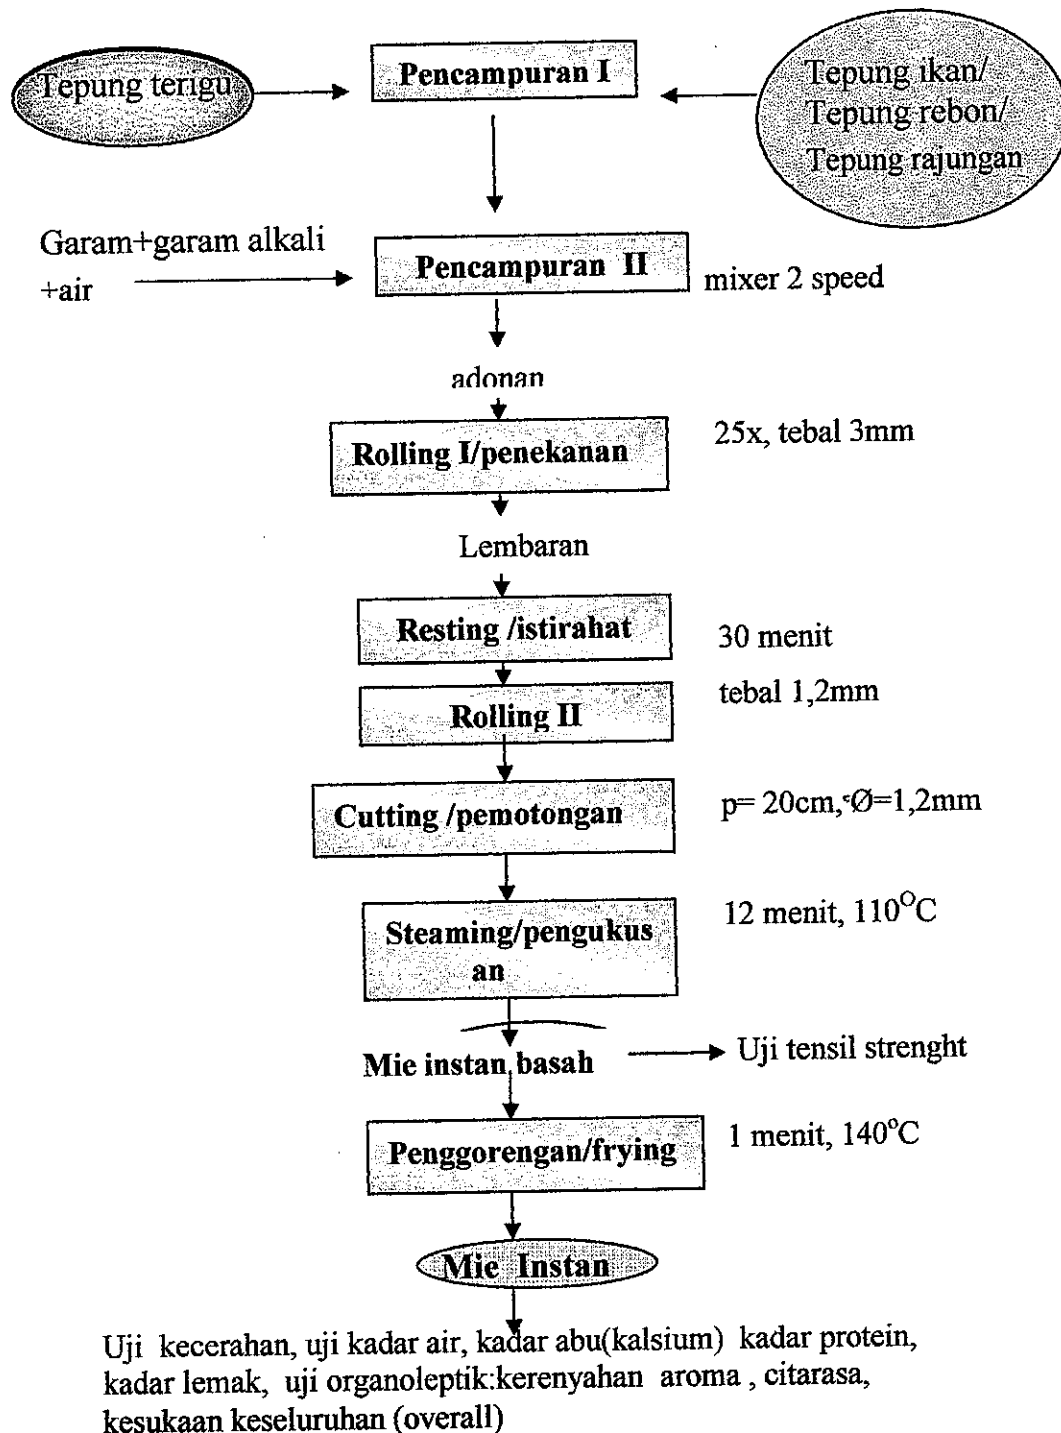 Tepung terigu
Pencampuran I
Tepung ikan/
Tepung rebon/
Tepung rajungan
Garam+garam alkali
+air
Pencampuran II
mixer 2 speed
adonan
Rolling I/penekanan
25x, tebal 3mm
Lembaran
Resting /istirahat
30 menit
Rolling II
tebal 1,2mm
Cutting /pemotongan
p= 20cm, Ø=1,2mm
Steaming/pengukus
an
12 menit, 110°C
Mie instan basah
Uji tensil strenght
Penggorengan/frying
1 menit, 140°C
Mie Instan
Uji kecerahan, uji kadar air, kadar abu(kalsium) kadar protein,
kadar lemak, uji organoleptik:kerenyahan aroma , citarasa,
kesukaan keseluruhan (overall)